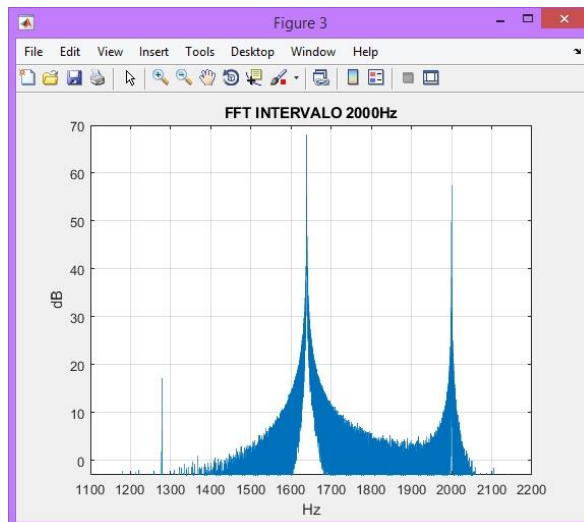 Figure 3
File Edit View Insert Tools Desktop Window Help
FFT INTERVALO 2000Hz
70
60
50
40
30
20
10
0
dB
1100 1200 1300 1400 1500 1600 1700 1800 1900 2000 2100 2200
Hz